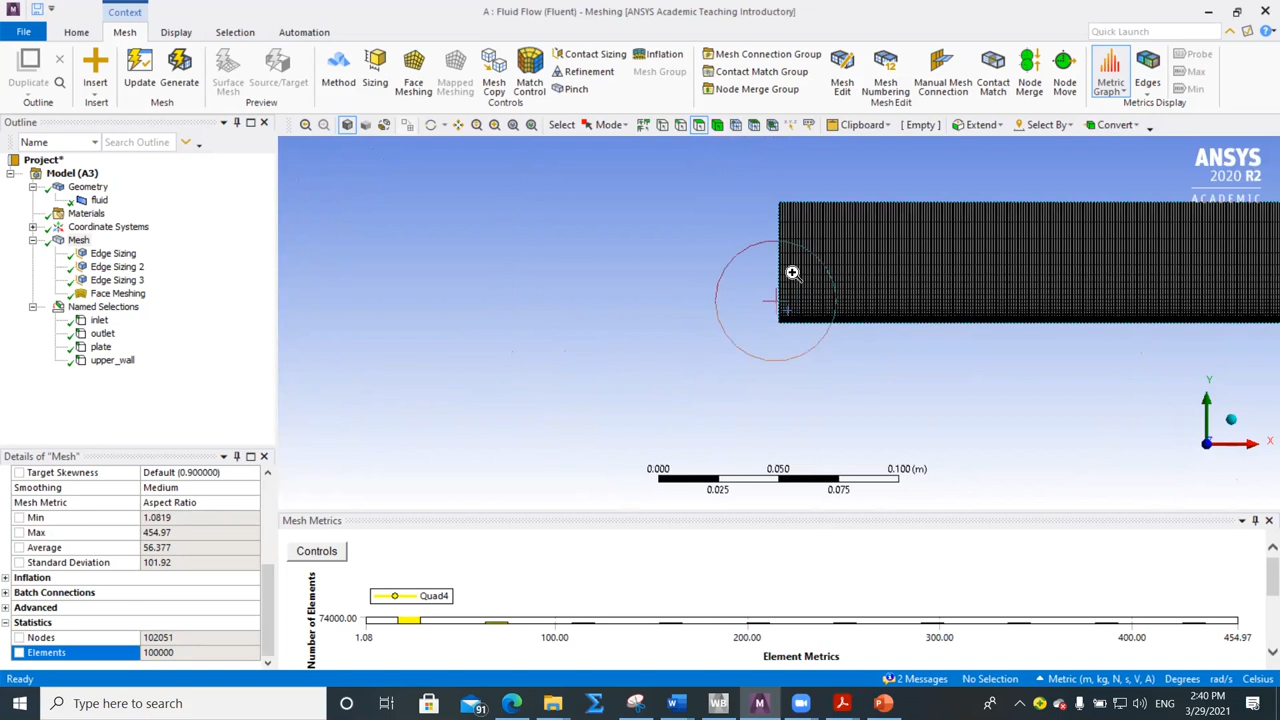 Context
A : Fluid Flow (Fluent) - Meshing [ANSYS Academic Teaching Introductory]
File Home Mesh Display Selection Automation
Quick Launch
Duplicate
Outline
Insert
Insert
Update Generate
Mesh
Surface Mesh Source/Target
Preview
Method Sizing Face Meshing Mapped Meshing Mesh Copy Match Control
Contact Sizing
Refinement
Pinch
Inflation
Mesh Group
Controls
Mesh Connection Group
Contact Match Group
Node Merge Group
Mesh Edit Mesh Numbering Manual Mesh Connection Contact Match Node Merge Node Move
Mesh Edit
Metric Graph Edges
Probe
Max
Min
Metrics Display
Outline
Select Mode Clipboard [ Empty ] Extend Select By Convert
Name Search Outline
Project*
Model (A3)
Geometry
fluid
Materials
Coordinate Systems
Mesh
Edge Sizing
Edge Sizing 2
Edge Sizing 3
Face Meshing
Named Selections
inlet
outlet
plate
upper_wall
ANSYS
2020 R2
ACADEMIC
Y
X
0.000 0.050 0.100 (m)
0.025 0.075
Details of "Mesh"
Target Skewness Default (0.900000)
Smoothing Medium
Mesh Metric Aspect Ratio
Min 1.0819
Max 454.97
Average 56.377
Standard Deviation 101.92
Inflation
Batch Connections
Advanced
Statistics
Nodes 102051
Elements 100000
Mesh Metrics
Controls
Quad4
Number of Elements
74000.00
1.08 100.00 200.00 300.00 400.00 454.97
Element Metrics
Ready
2 Messages No Selection Metric (m, kg, N, s, V, A) Degrees rad/s Celsius
Type here to search
91
WB
ENG
2:40 PM
3/29/2021